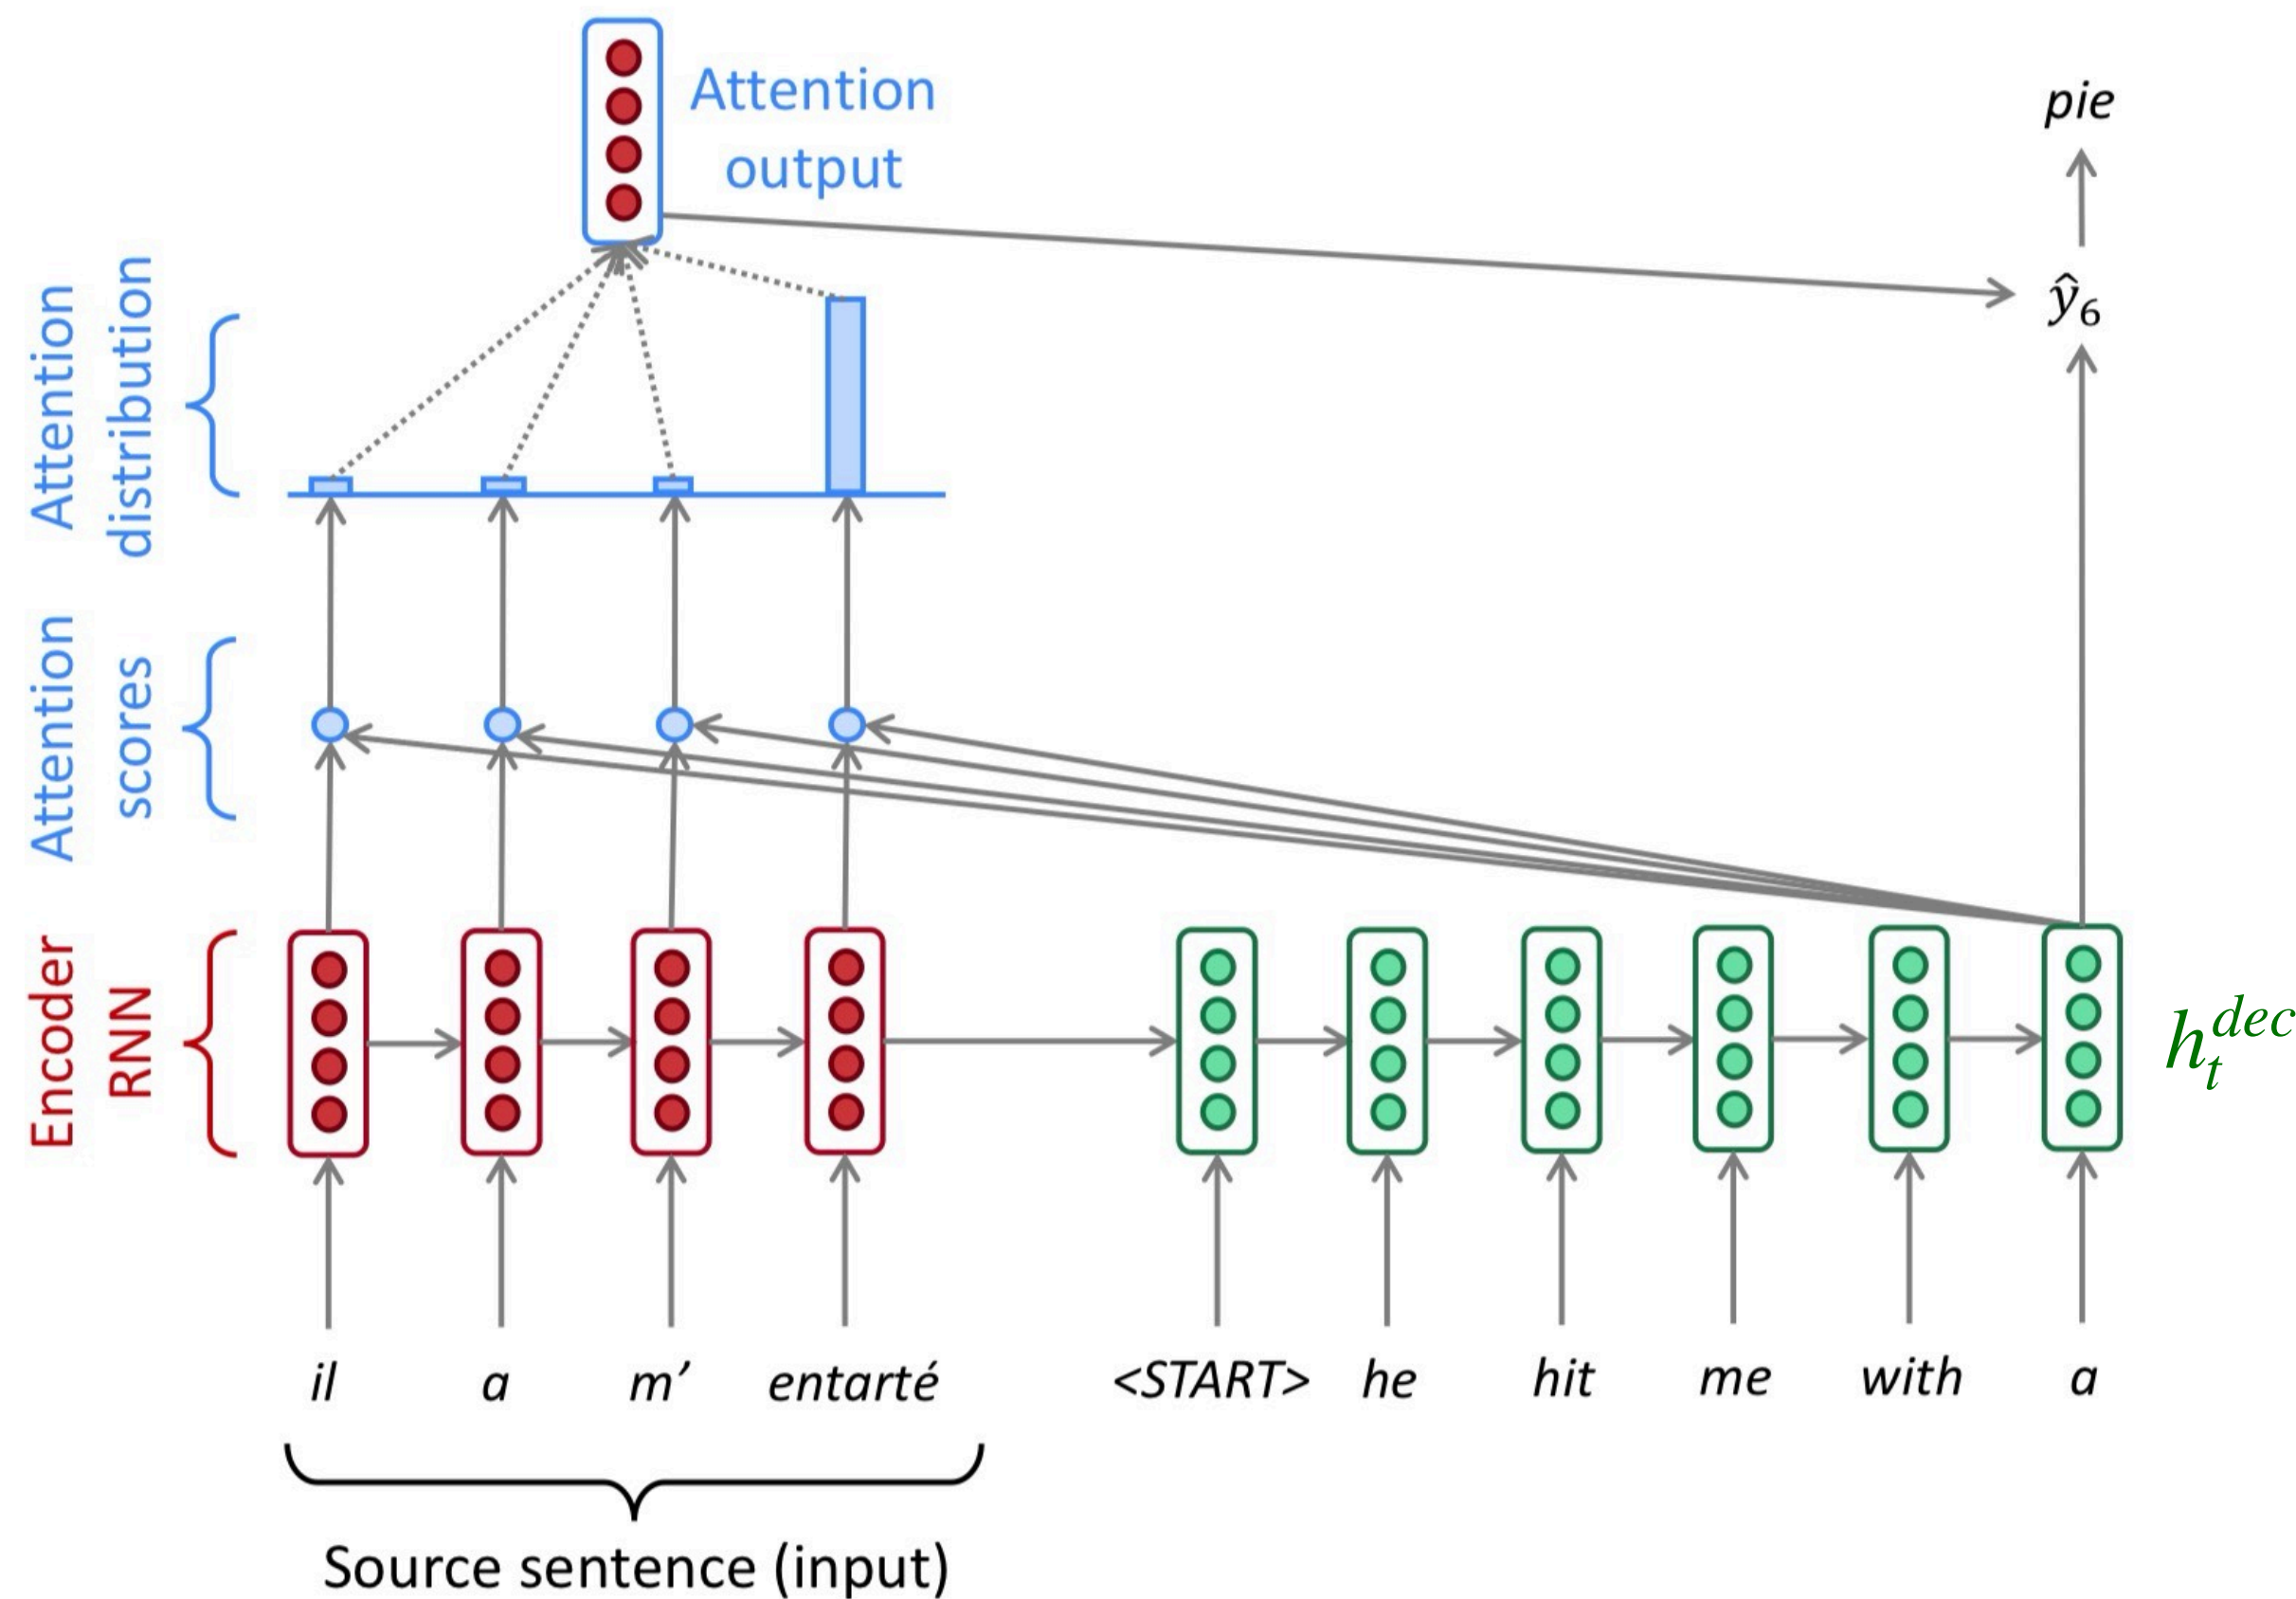 Attention
output
pie
ŷ6
Attention
distribution
Attention
scores
Encoder
RNN
h_t^dec
il a m’ entarté <START> he hit me with a
Source sentence (input)